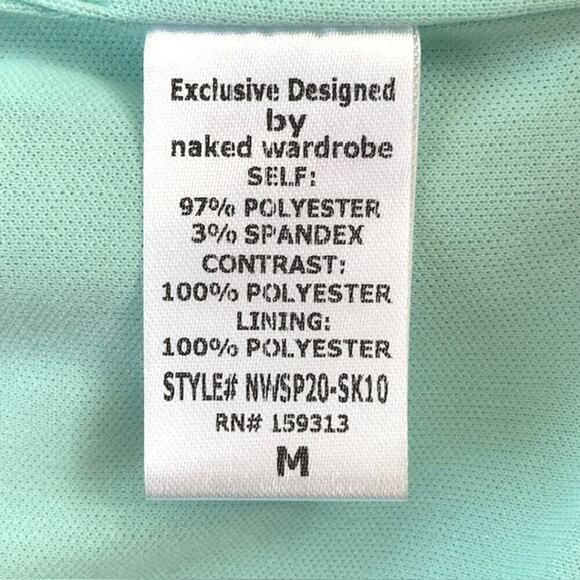 Exclusive Designed
by
naked wardrobe
SELF:
97% POLYESTER
3% SPANDEX
CONTRAST:
100% POLYESTER
LINING:
100% POLYESTER
STYLE# NWSP20-SK10
RN# 159313
M